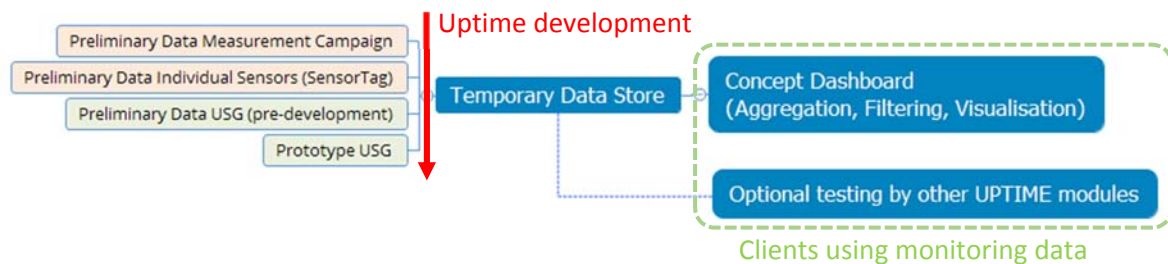 Uptime development
Preliminary Data Measurement Campaign
Preliminary Data Individual Sensors (SensorTag)
Preliminary Data USG (pre-development)
Prototype USG
Temporary Data Store
Concept Dashboard
(Aggregation, Filtering, Visualisation)
Optional testing by other UPTIME modules
Clients using monitoring data